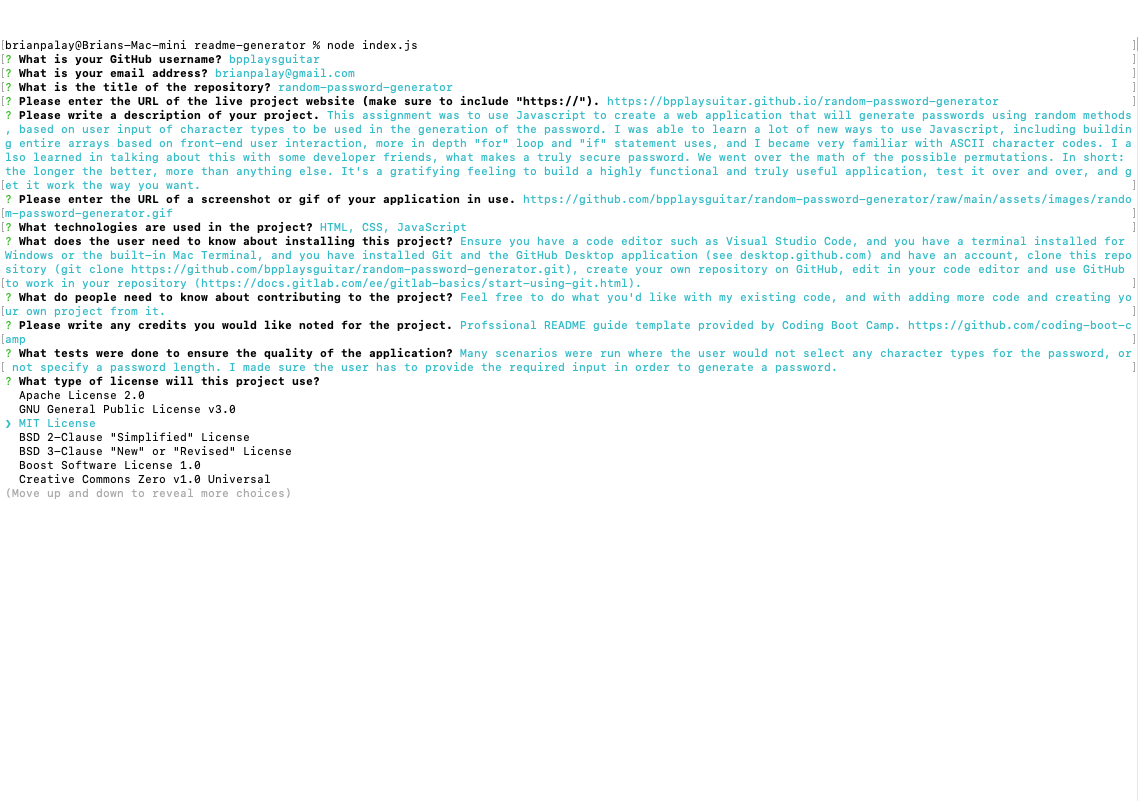 [brianpalay@Brians-Mac-mini readme-generator % node index.js ]
[? What is your GitHub username? bpplaysguitar ]
[? What is your email address? brianpalay@gmail.com ]
[? What is the title of the repository? random-password-generator ]
[? Please enter the URL of the live project website (make sure to include "https://"). https://bpplaysuitar.github.io/random-password-generator ]
? Please write a description of your project. This assignment was to use Javascript to create a web application that will generate passwords using random methods
, based on user input of character types to be used in the generation of the password. I was able to learn a lot of new ways to use Javascript, including buildin
g entire arrays based on front-end user interaction, more in depth "for" loop and "if" statement uses, and I became very familiar with ASCII character codes. I a
lso learned in talking about this with some developer friends, what makes a truly secure password. We went over the math of the possible permutations. In short:
the longer the better, more than anything else. It's a gratifying feeling to build a highly functional and truly useful application, test it over and over, and g
[et it work the way you want. ]
? Please enter the URL of a screenshot or gif of your application in use. https://github.com/bpplaysguitar/random-password-generator/raw/main/assets/images/rando
[m-password-generator.gif ]
[? What technologies are used in the project? HTML, CSS, JavaScript ]
? What does the user need to know about installing this project? Ensure you have a code editor such as Visual Studio Code, and you have a terminal installed for
Windows or the built-in Mac Terminal, and you have installed Git and the GitHub Desktop application (see desktop.github.com) and have an account, clone this repo
sitory (git clone https://github.com/bpplaysguitar/random-password-generator.git), create your own repository on GitHub, edit in your code editor and use GitHub
[to work in your repository (https://docs.gitlab.com/ee/gitlab-basics/start-using-git.html). ]
? What do people need to know about contributing to the project? Feel free to do what you'd like with my existing code, and with adding more code and creating yo
[ur own project from it. ]
? Please write any credits you would like noted for the project. Profssional README guide template provided by Coding Boot Camp. https://github.com/coding-boot-c
[amp ]
? What tests were done to ensure the quality of the application? Many scenarios were run where the user would not select any character types for the password, or
[ not specify a password length. I made sure the user has to provide the required input in order to generate a password. ]
? What type of license will this project use?
Apache License 2.0
GNU General Public License v3.0
❯ MIT License
BSD 2-Clause "Simplified" License
BSD 3-Clause "New" or "Revised" License
Boost Software License 1.0
Creative Commons Zero v1.0 Universal
(Move up and down to reveal more choices)